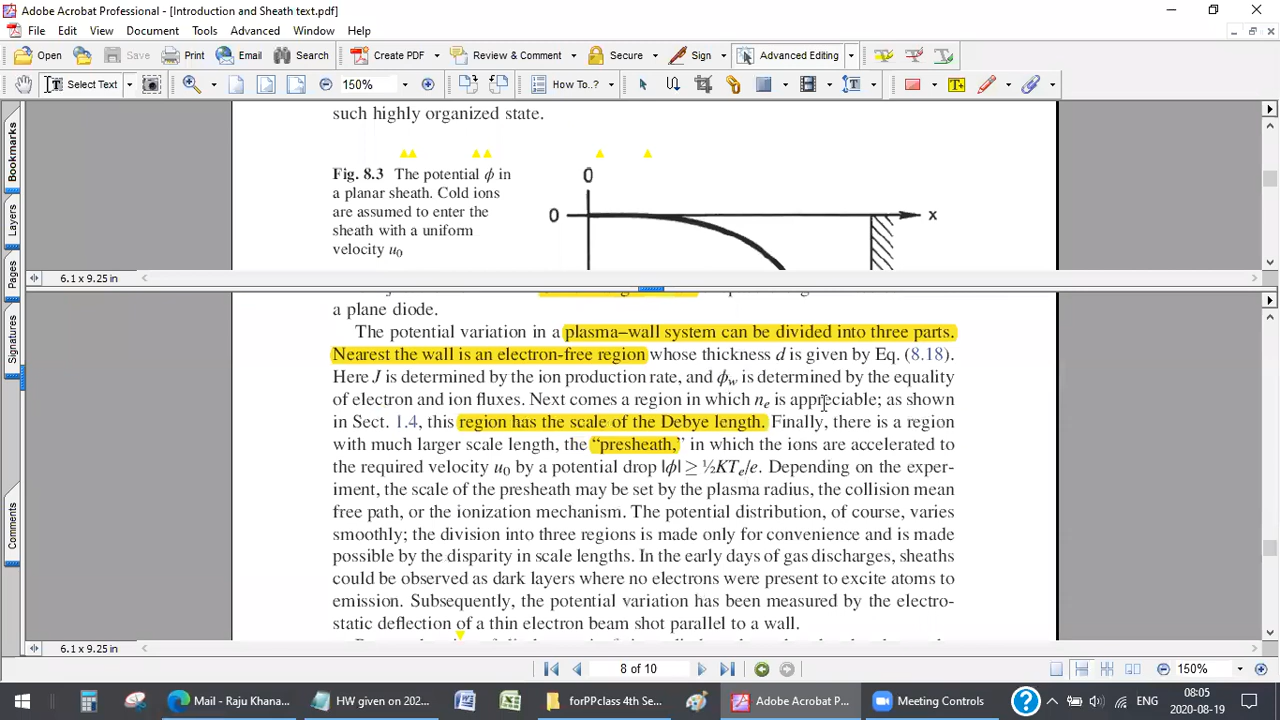 Adobe Acrobat Professional - [Introduction and Sheath text.pdf]
File Edit View Document Tools Advanced Window Help
Open Save Print Email Search Create PDF Review & Comment Secure Sign Advanced Editing
Select Text 150% How To..?
such highly organized state.
Fig. 8.3 The potential ϕ in
a planar sheath. Cold ions
are assumed to enter the
sheath with a uniform
velocity u0
0
0
x
6.1 x 9.25 in
a plane diode.
The potential variation in a plasma–wall system can be divided into three parts.
Nearest the wall is an electron-free region whose thickness d is given by Eq. (8.18).
Here J is determined by the ion production rate, and ϕw is determined by the equality
of electron and ion fluxes. Next comes a region in which ne is appreciable; as shown
in Sect. 1.4, this region has the scale of the Debye length. Finally, there is a region
with much larger scale length, the “presheath,” in which the ions are accelerated to
the required velocity u0 by a potential drop |ϕ| ≥ ½KTe/e. Depending on the exper-
iment, the scale of the presheath may be set by the plasma radius, the collision mean
free path, or the ionization mechanism. The potential distribution, of course, varies
smoothly; the division into three regions is made only for convenience and is made
possible by the disparity in scale lengths. In the early days of gas discharges, sheaths
could be observed as dark layers where no electrons were present to excite atoms to
emission. Subsequently, the potential variation has been measured by the electro-
static deflection of a thin electron beam shot parallel to a wall.
6.1 x 9.25 in
Bookmarks
Layers
Pages
Signatures
Comments
8 of 10
150%
Mail - Raju Khana...
HW given on 202...
forPPclass 4th Se...
Adobe Acrobat P...
Meeting Controls
ENG
08:05
2020-08-19